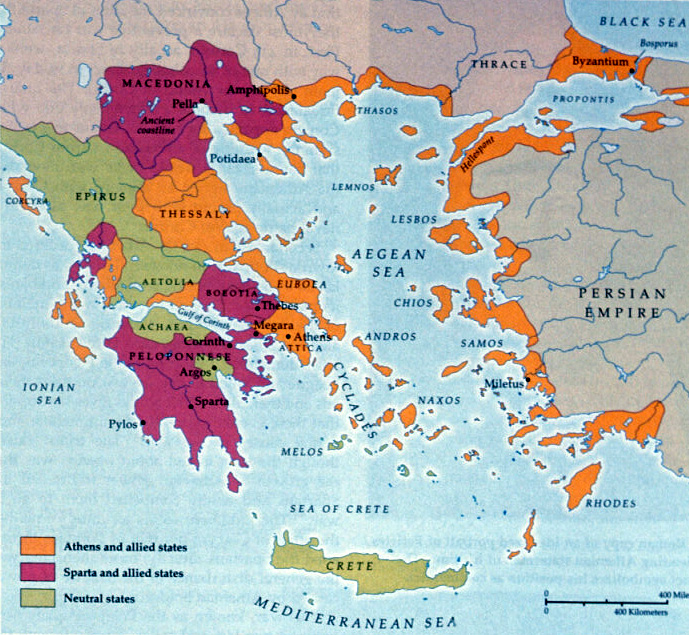 BLACK SEA
Bosporus
Byzantium
THRACE
PROPONTIS
MACEDONIA
Amphipolis
Pella
Ancient
coastline
THASOS
Hellespont
Potidaea
LEMNOS
CORCYRA
EPIRUS
THESSALY
LESBOS
AEGEAN
SEA
AETOLIA
BOEOTIA
EUBOEA
PERSIAN
EMPIRE
Thebes
CHIOS
Gulf of Corinth
ACHAEA
Megara
Corinth
Athens
ATTICA
ANDROS
SAMOS
PELOPONNESE
Argos
Miletus
IONIAN
SEA
CYCLADES
NAXOS
Sparta
Pylos
MELOS
RHODES
SEA OF CRETE
Athens and allied states
Sparta and allied states
Neutral states
CRETE
MEDITERRANEAN SEA
0
400 Mile
0
400 Kilometers